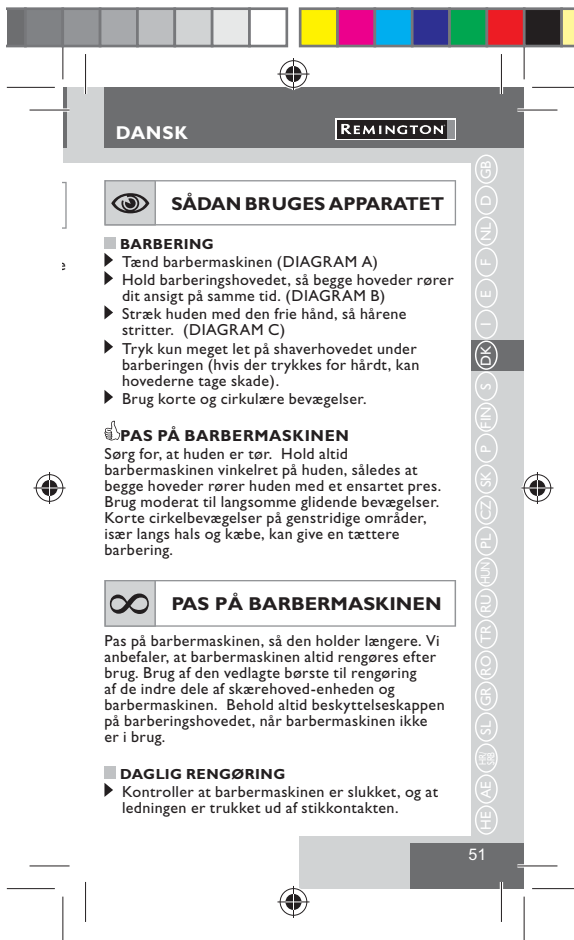 DANSK
REMINGTON
SÅDAN BRUGES APPARATET
BARBERING
Tænd barbermaskinen (DIAGRAM A)
Hold barberingshovedet, så begge hoveder rører
dit ansigt på samme tid. (DIAGRAM B)
Stræk huden med den frie hånd, så hårene
stritter.  (DIAGRAM C)
Tryk kun meget let på shaverhovedet under
barberingen (hvis der trykkes for hårdt, kan
hovederne tage skade).
Brug korte og cirkulære bevægelser.
PAS PÅ BARBERMASKINEN
Sørg for, at huden er tør.  Hold altid
barbermaskinen vinkelret på huden, således at
begge hoveder rører huden med et ensartet pres.
Brug moderat til langsomme glidende bevægelser.
Korte cirkelbevægelser på genstridige områder,
især langs hals og kæbe, kan give en tættere
barbering.
PAS PÅ BARBERMASKINEN
Pas på barbermaskinen, så den holder længere. Vi
anbefaler, at barbermaskinen altid rengøres efter
brug. Brug af den vedlagte børste til rengøring
af de indre dele af skærehoved-enheden og
barbermaskinen.  Behold altid beskyttelseskappen
på barberingshovedet, når barbermaskinen ikke
er i brug.
DAGLIG RENGØRING
Kontroller at barbermaskinen er slukket, og at
ledningen er trukket ud af stikkontakten.
GB
D
NL
F
E
I
DK
S
FIN
P
SK
CZ
PL
HUN
RU
TR
RO
GR
SL
HR/
SRB
AE
HE
51